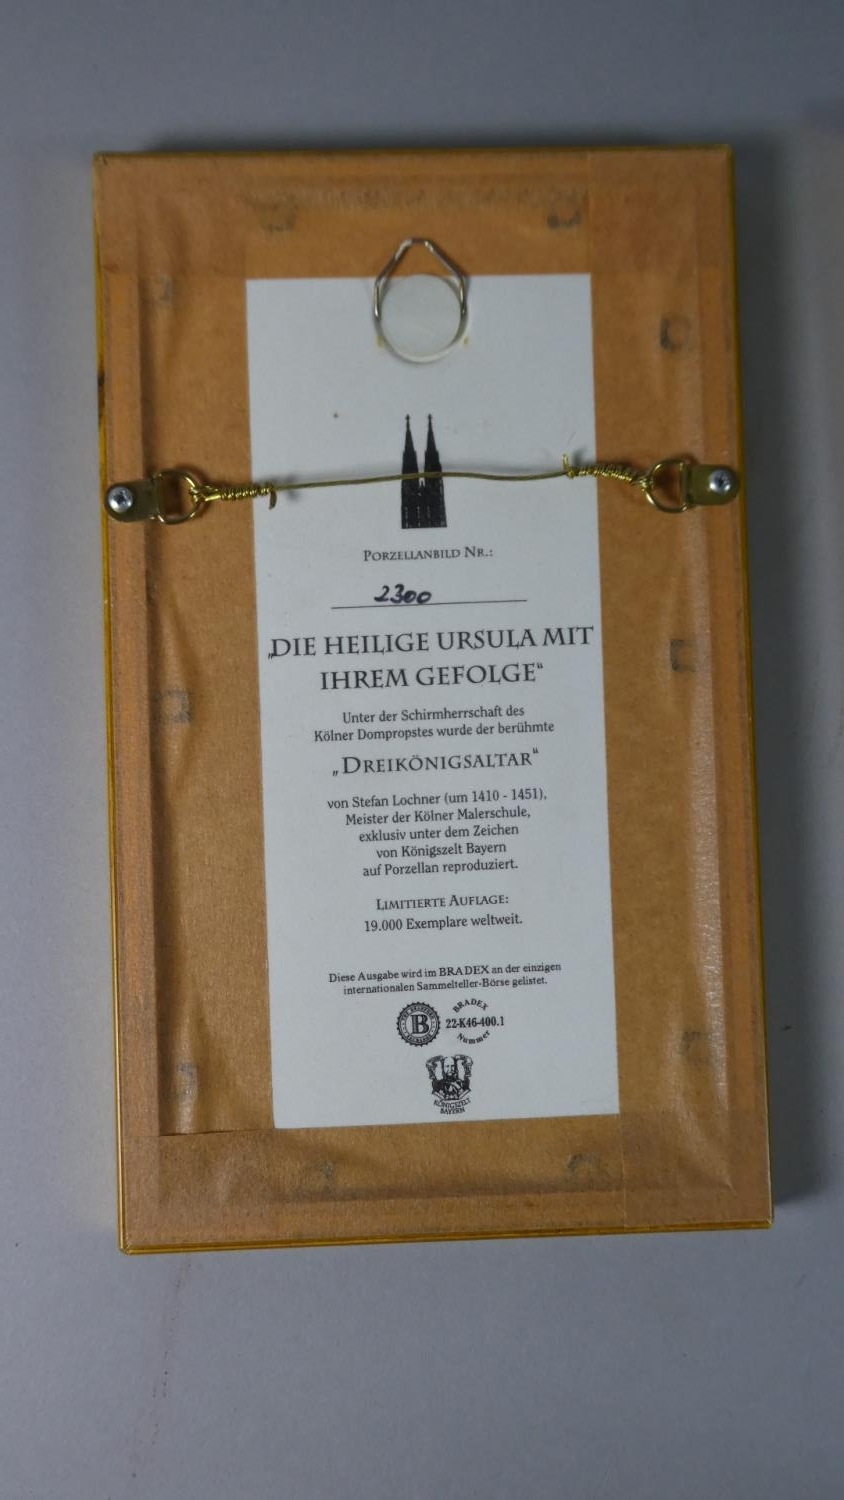 PORZELLANBILD NR.:
2300
„DIE HEILIGE URSULA MIT
IHREM GEFOLGE“
Unter der Schirmherrschaft des
Kölner Dompropstes wurde der berühmte
„DREIKÖNIGSALTAR“
von Stefan Lochner (um 1410 - 1451),
Meister der Kölner Malerschule,
exklusiv unter dem Zeichen
von Königszelt Bayern
auf Porzellan reproduziert.
LIMITIERTE AUFLAGE:
19.000 Exemplare weltweit.
Diese Ausgabe wird im BRADEX an der einzigen
internationalen Sammelteller-Börse gelistet.
B
BRADEX
22-K46-400.1
Nummer
KÖNIGSZELT
BAYERN